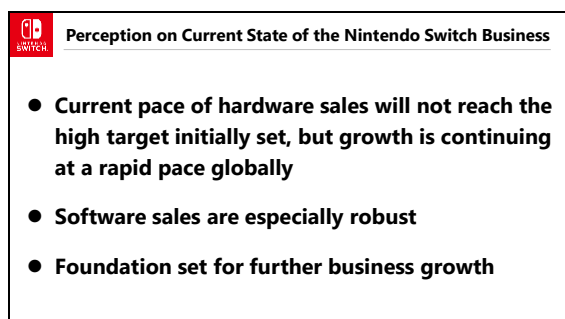 NINTENDO
SWITCH.
Perception on Current State of the Nintendo Switch Business
● Current pace of hardware sales will not reach the
high target initially set, but growth is continuing
at a rapid pace globally
● Software sales are especially robust
● Foundation set for further business growth